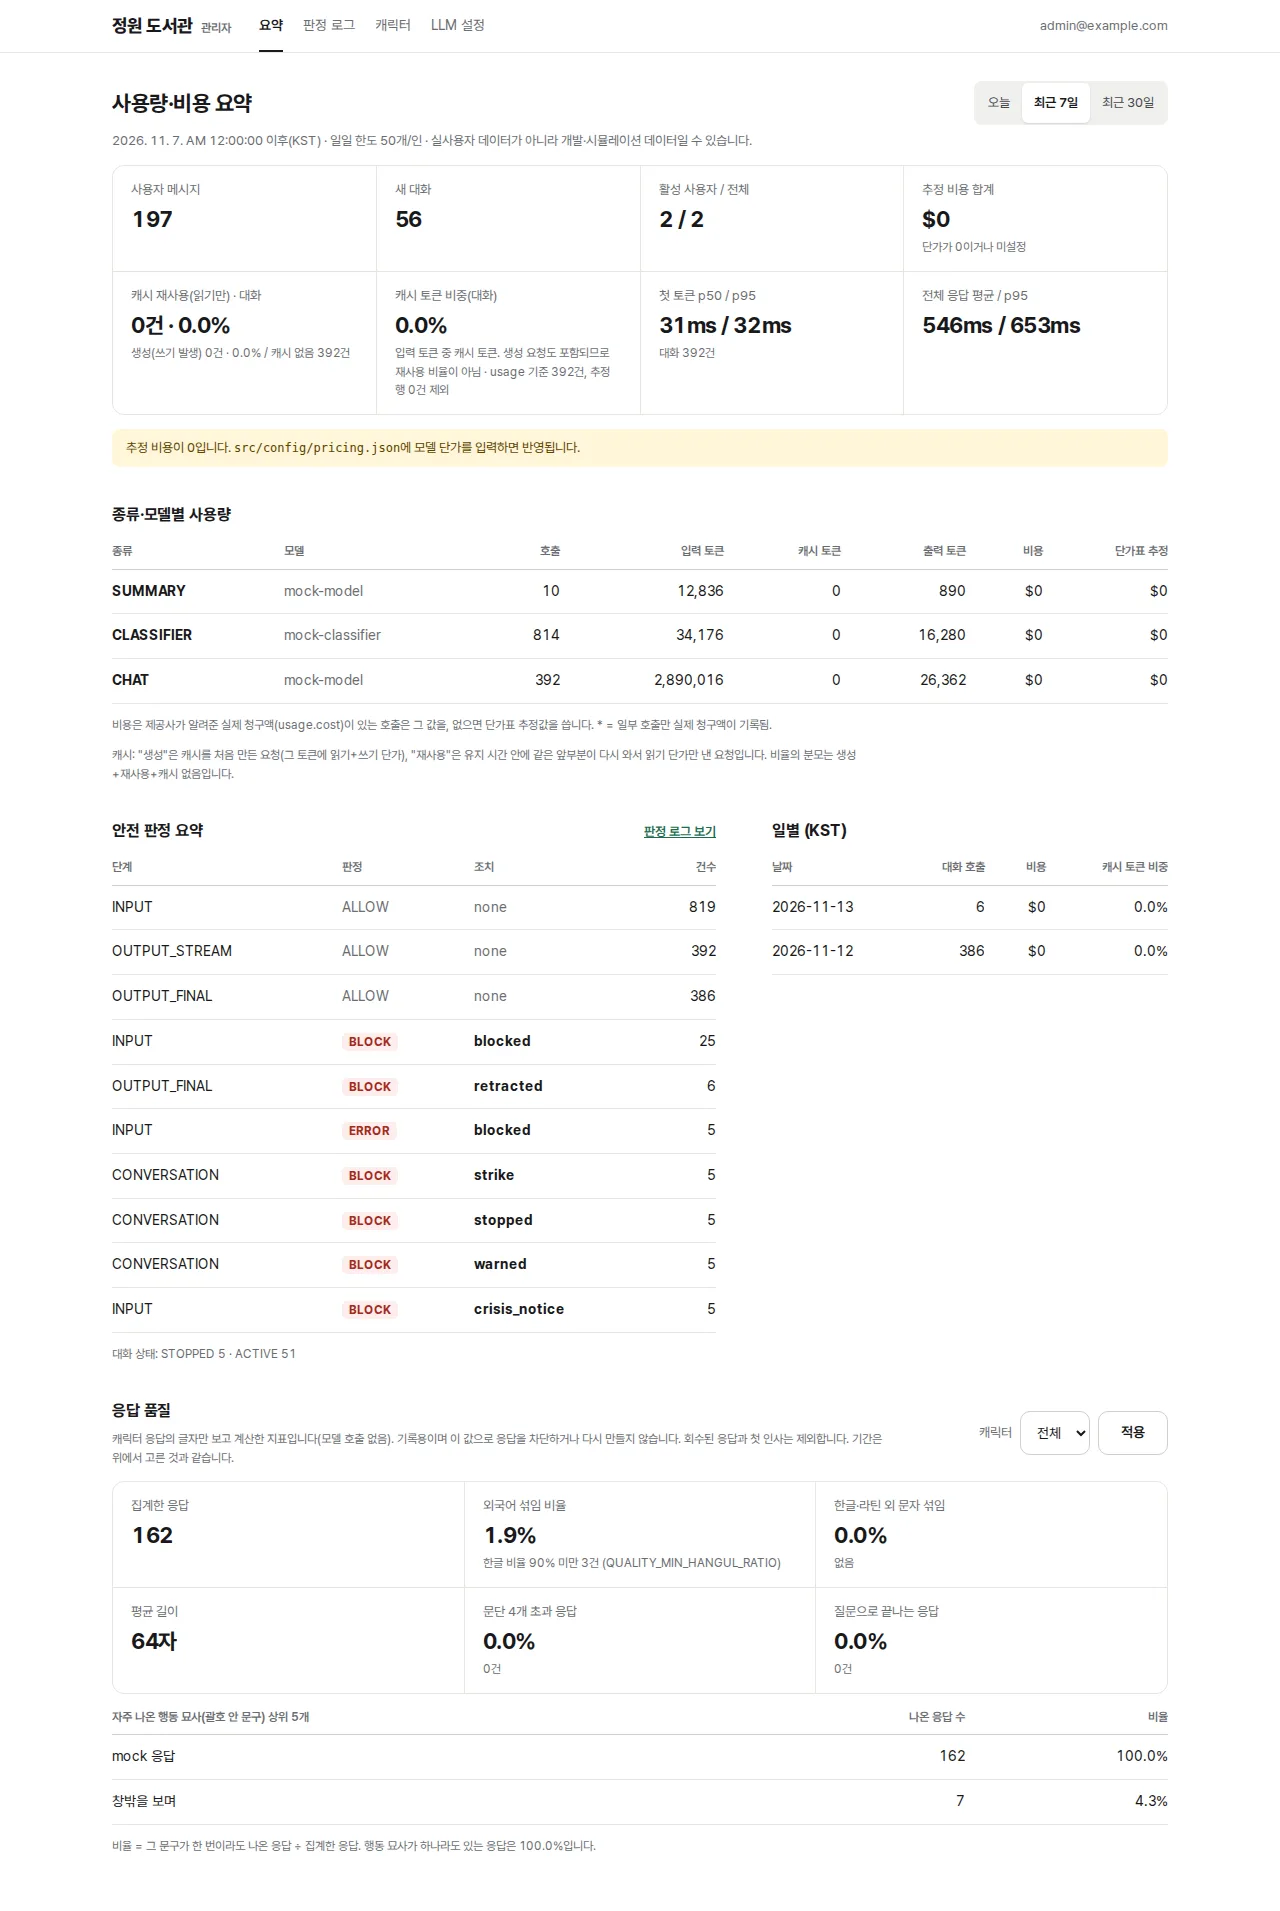 정원 도서관 관리자 요약 판정 로그 캐릭터 LLM 설정 admin@example.com
사용량·비용 요약 오늘 최근 7일 최근 30일
2026. 11. 7. AM 12:00:00 이후(KST) · 일일 한도 50개/인 · 실사용자 데이터가 아니라 개발·시뮬레이션 데이터일 수 있습니다.
사용자 메시지 새 대화 활성 사용자 / 전체 추정 비용 합계
197 56 2 / 2 $0
단가가 0이거나 미설정
캐시 재사용(읽기만) · 대화 캐시 토큰 비중(대화) 첫 토큰 p50 / p95 전체 응답 평균 / p95
0건 · 0.0% 0.0% 31ms / 32ms 546ms / 653ms
생성(쓰기 발생) 0건 · 0.0% / 캐시 없음 392건 입력 토큰 중 캐시 토큰. 생성 요청도 포함되므로 대화 392건
재사용 비율이 아님 · usage 기준 392건, 추정
행 0건 제외
추정 비용이 0입니다. src/config/pricing.json에 모델 단가를 입력하면 반영됩니다.
종류·모델별 사용량
종류 모델 호출 입력 토큰 캐시 토큰 출력 토큰 비용 단가표 추정
SUMMARY mock-model 10 12,836 0 890 $0 $0
CLASSIFIER mock-classifier 814 34,176 0 16,280 $0 $0
CHAT mock-model 392 2,890,016 0 26,362 $0 $0
비용은 제공사가 알려준 실제 청구액(usage.cost)이 있는 호출은 그 값을, 없으면 단가표 추정값을 씁니다. * = 일부 호출만 실제 청구액이 기록됨.
캐시: "생성"은 캐시를 처음 만든 요청(그 토큰에 읽기+쓰기 단가), "재사용"은 유지 시간 안에 같은 앞부분이 다시 와서 읽기 단가만 낸 요청입니다. 비율의 분모는 생성
+재사용+캐시 없음입니다.
안전 판정 요약 판정 로그 보기
단계 판정 조치 건수
INPUT ALLOW none 819
OUTPUT_STREAM ALLOW none 392
OUTPUT_FINAL ALLOW none 386
INPUT BLOCK blocked 25
OUTPUT_FINAL BLOCK retracted 6
INPUT ERROR blocked 5
CONVERSATION BLOCK strike 5
CONVERSATION BLOCK stopped 5
CONVERSATION BLOCK warned 5
INPUT BLOCK crisis_notice 5
대화 상태: STOPPED 5 · ACTIVE 51
일별 (KST)
날짜 대화 호출 비용 캐시 토큰 비중
2026-11-13 6 $0 0.0%
2026-11-12 386 $0 0.0%
응답 품질
캐릭터 응답의 글자만 보고 계산한 지표입니다(모델 호출 없음). 기록용이며 이 값으로 응답을 차단하거나 다시 만들지 않습니다. 회수된 응답과 첫 인사는 제외합니다. 기간은
위에서 고른 것과 같습니다.
캐릭터 전체 적용
집계한 응답 외국어 섞임 비율 한글·라틴 외 문자 섞임
162 1.9% 0.0%
한글 비율 90% 미만 3건 (QUALITY_MIN_HANGUL_RATIO) 없음
평균 길이 문단 4개 초과 응답 질문으로 끝나는 응답
64자 0.0% 0.0%
0건 0건
자주 나온 행동 묘사(괄호 안 문구) 상위 5개 나온 응답 수 비율
mock 응답 162 100.0%
창밖을 보며 7 4.3%
비율 = 그 문구가 한 번이라도 나온 응답 ÷ 집계한 응답. 행동 묘사가 하나라도 있는 응답은 100.0%입니다.